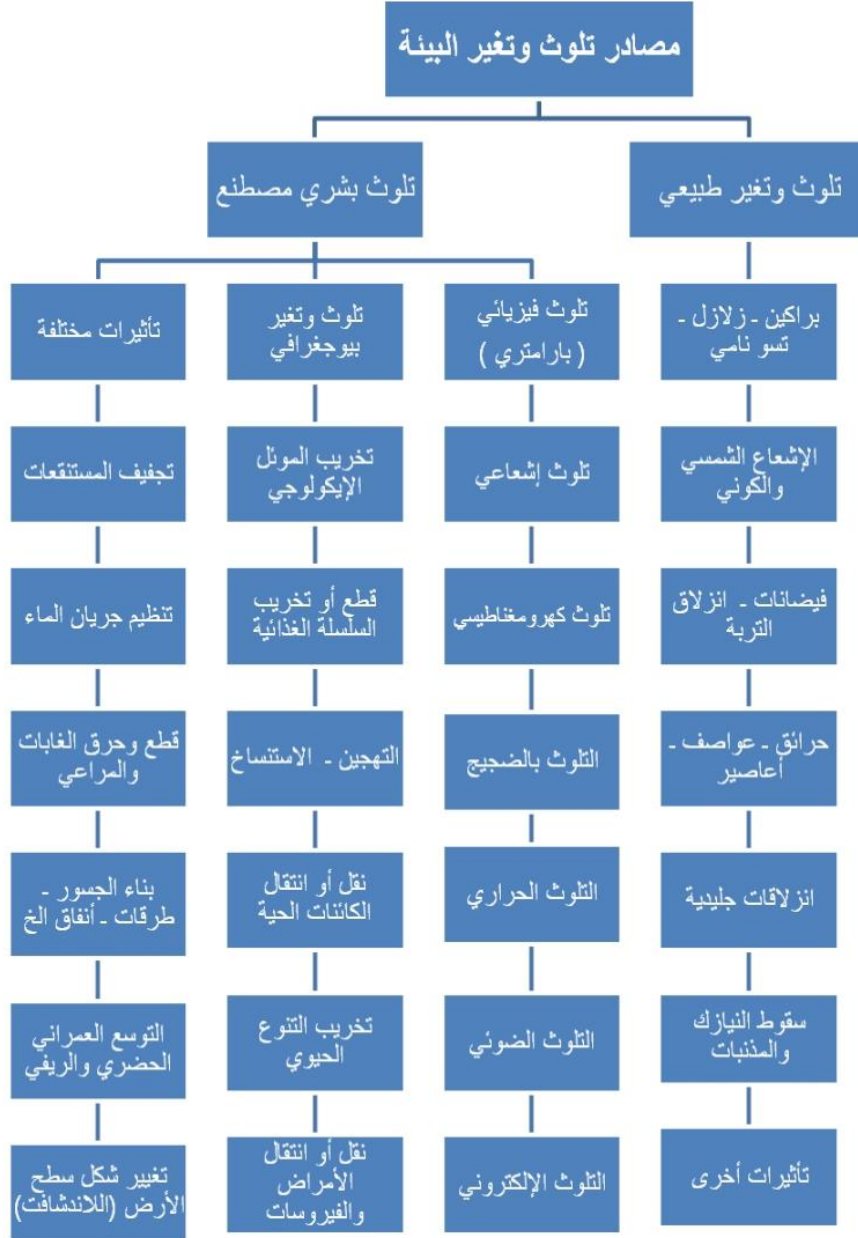 مصادر تلوث وتغير البيئة
تلوث وتغير طبيعي
تلوث بشري مصطنع
براكين - زلازل -
تسو نامي
الإشعاع الشمسي
والكوني
فيضانات - انزلاق
التربة
حرائق - عواصف -
أعاصير
انزلاقات جليدية
سقوط النيازك
والمذنبات
تأثيرات أخرى
تلوث فيزيائي
( بارامتري )
تلوث إشعاعي
تلوث كهرومغناطيسي
التلوث بالضجيج
التلوث الحراري
التلوث الضوئي
التلوث الإلكتروني
تلوث وتغير
بيوجغرافي
تخريب الموئل
الإيكولوجي
قطع أو تخريب
السلسلة الغذائية
التهجين - الاستنساخ
نقل أو انتقال
الكائنات الحية
تخريب التنوع
الحيوي
نقل أو انتقال
الأمراض
والفيروسات
تأثيرات مختلفة
تجفيف المستنقعات
تنظيم جريان الماء
قطع وحرق الغابات
والمراعي
بناء الجسور -
طرقات - أنفاق الخ
التوسع العمراني
الحضري والريفي
تغيير شكل سطح
الأرض (اللاندشافت)